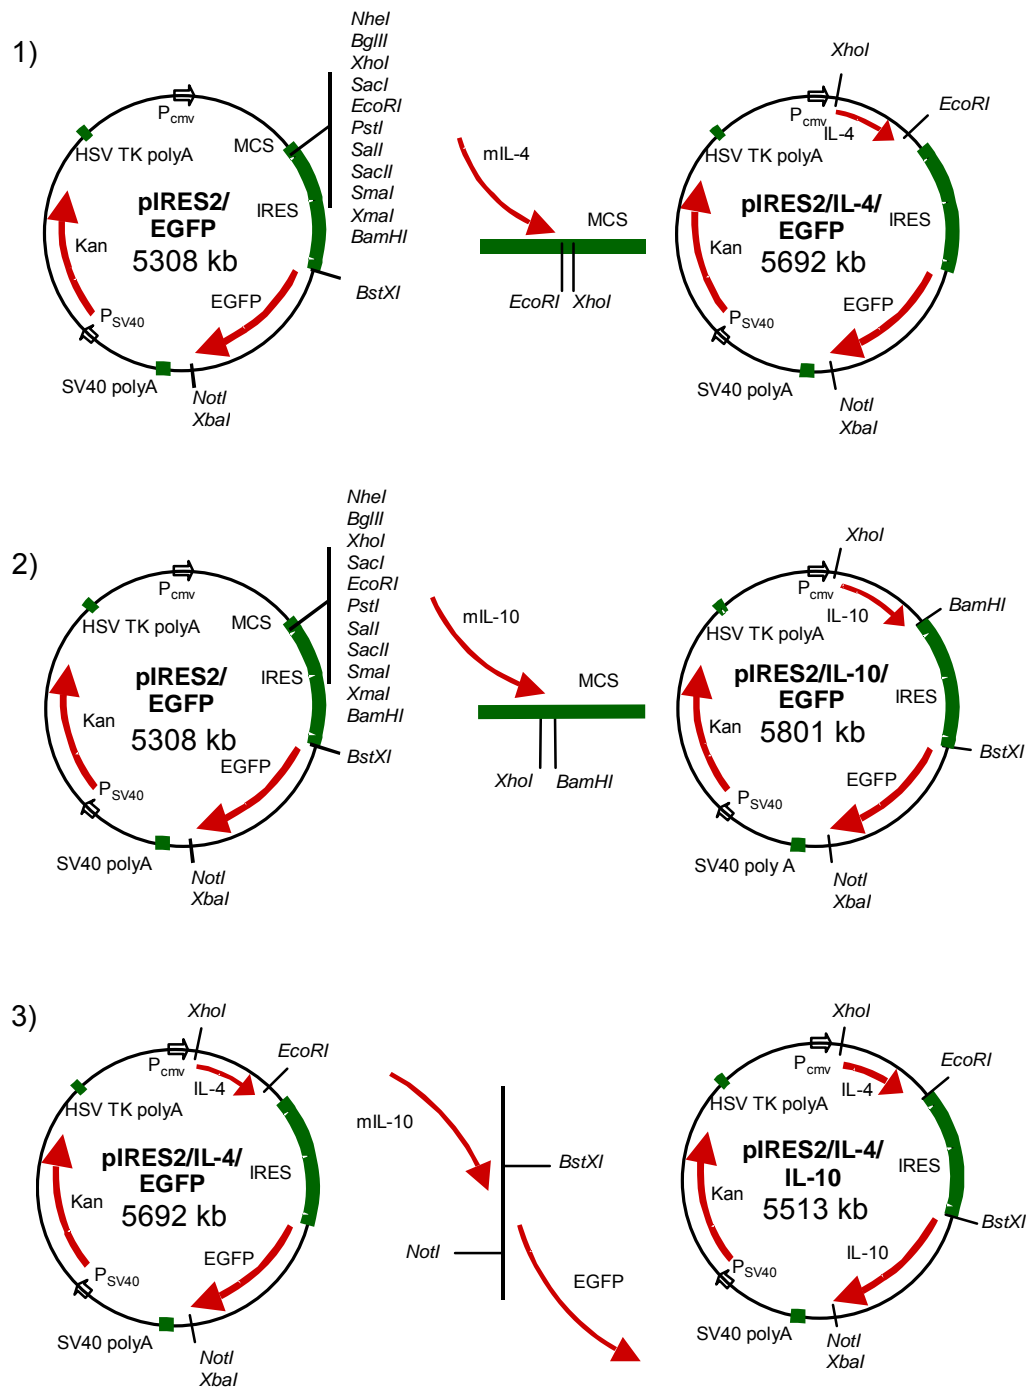 1)
NheI
BglII
XhoI
SacI
EcoRI
PstI
SalI
SacII
SmaI
XmaI
BamHI
Pcmv
HSV TK polyA
MCS
pIRES2/
EGFP
5308 kb
IRES
Kan
EGFP
BstXI
PSV40
SV40 polyA
NotI
XbaI
mIL-4
MCS
EcoRI XhoI
XhoI
EcoRI
Pcmv
IL-4
HSV TK polyA
pIRES2/IL-4/
EGFP
5692 kb
IRES
Kan
EGFP
PSV40
SV40 polyA
NotI
XbaI
2)
NheI
BglII
XhoI
SacI
EcoRI
PstI
SalI
SacII
SmaI
XmaI
BamHI
Pcmv
HSV TK polyA
MCS
pIRES2/
EGFP
5308 kb
IRES
Kan
EGFP
BstXI
PSV40
SV40 polyA
NotI
XbaI
mIL-10
MCS
XhoI BamHI
XhoI
BamHI
Pcmv
IL-10
HSV TK polyA
pIRES2/IL-10/
EGFP
5801 kb
IRES
Kan
BstXI
EGFP
PSV40
SV40 poly A
NotI
XbaI
3)
XhoI
EcoRI
Pcmv
IL-4
HSV TK polyA
pIRES2/IL-4/
EGFP
5692 kb
IRES
Kan
EGFP
PSV40
SV40 polyA
NotI
XbaI
mIL-10
BstXI
NotI
EGFP
XhoI
EcoRI
Pcmv
IL-4
HSV TK polyA
pIRES2/IL-4/
IL-10
5513 kb
IRES
Kan
BstXI
IL-10
PSV40
SV40 polyA
NotI
XbaI